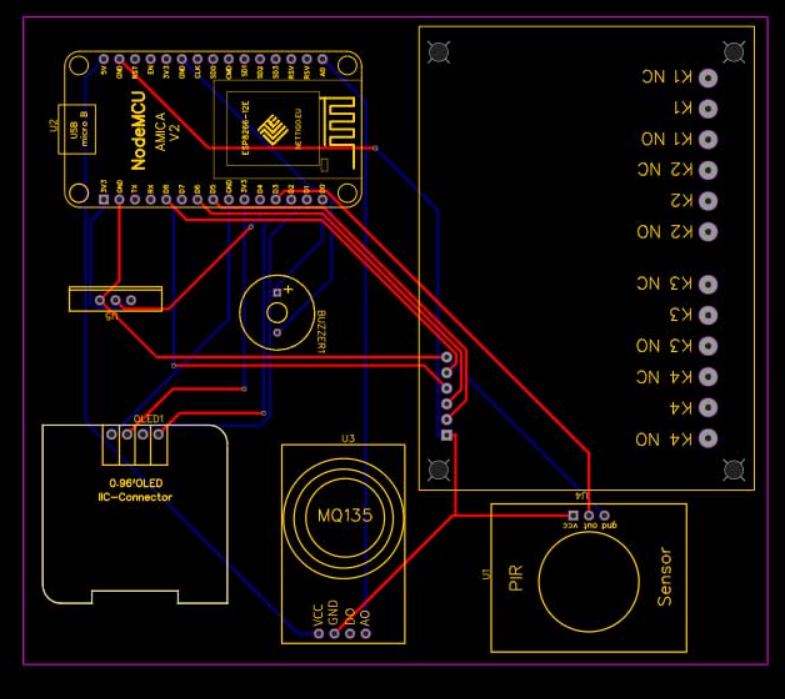 5V GND RST EN 3V3 GND CLK SD0 CMD SD1 SD2 SD3 RSV RSV A0
U2
USB
micro B
NodeMCU
AMICA
V2
ESP8266-12E
NETTIGO.EU
3V3 GND TX RX D8 D7 D6 D5 GND 3V3 D4 D3 D2 D1 D0
K1 NC
K1
K1 NO
K2 NC
K2
K2 NO
K3 NC
K3
K3 NO
K4 NC
K4
K4 NO
U5
+
BUZZER1
OLED1
0.96'OLED
IIC-Connector
U3
MQ135
VCC GND DO AO
U4
vcc out gnd
U1
PIR
Sensor